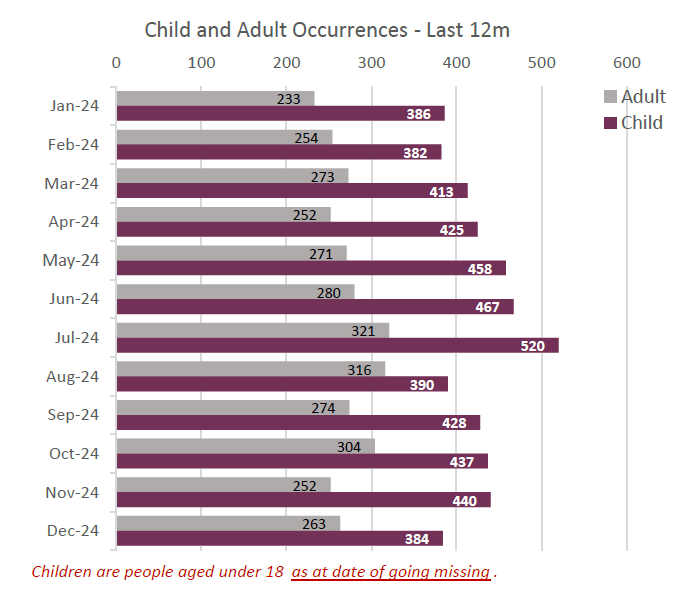 Child and Adult Occurrences - Last 12m
0 100 200 300 400 500 600
Adult
Child
Jan-24 233
386
Feb-24 254
382
Mar-24 273
413
Apr-24 252
425
May-24 271
458
Jun-24 280
467
Jul-24 321
520
Aug-24 316
390
Sep-24 274
428
Oct-24 304
437
Nov-24 252
440
Dec-24 263
384
Children are people aged under 18 as at date of going missing.